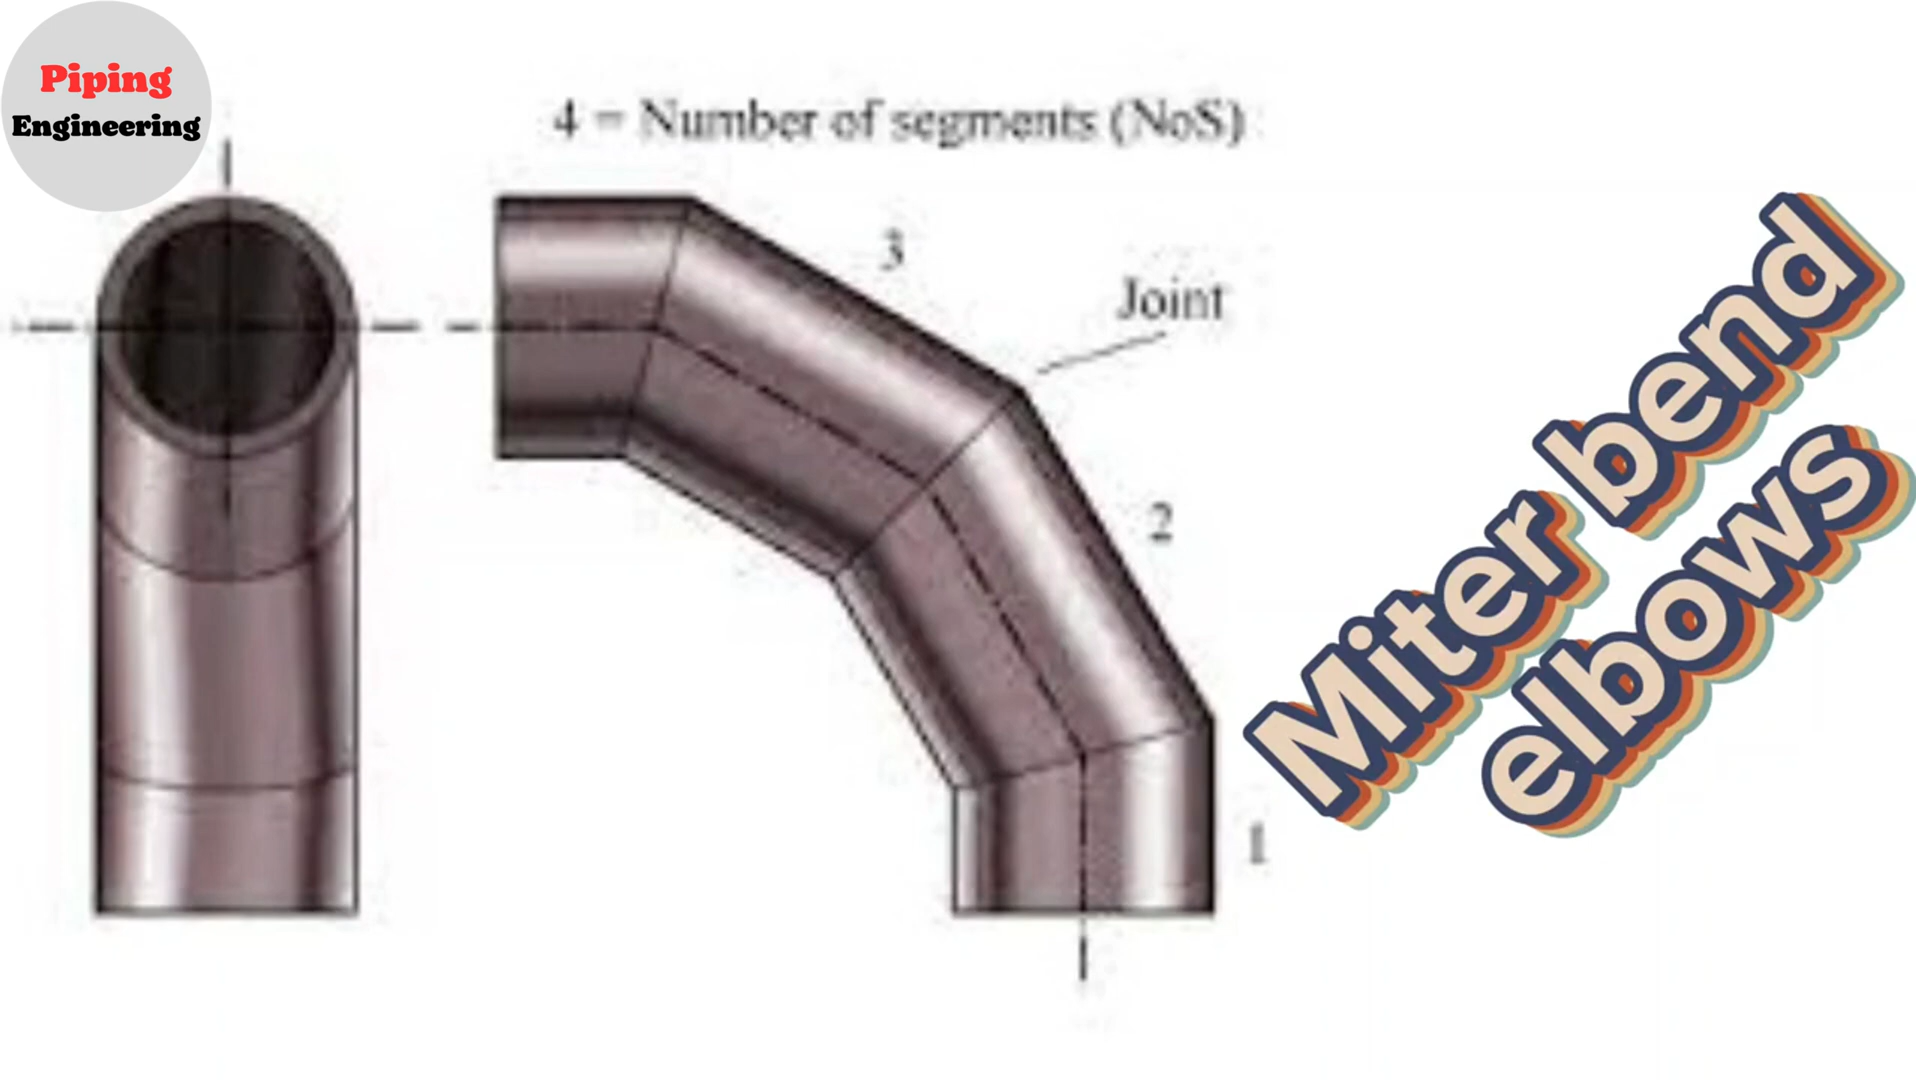 Piping
Engineering
4 = Number of segments (NoS)
3
Joint
2
1
Miter bend
elbows